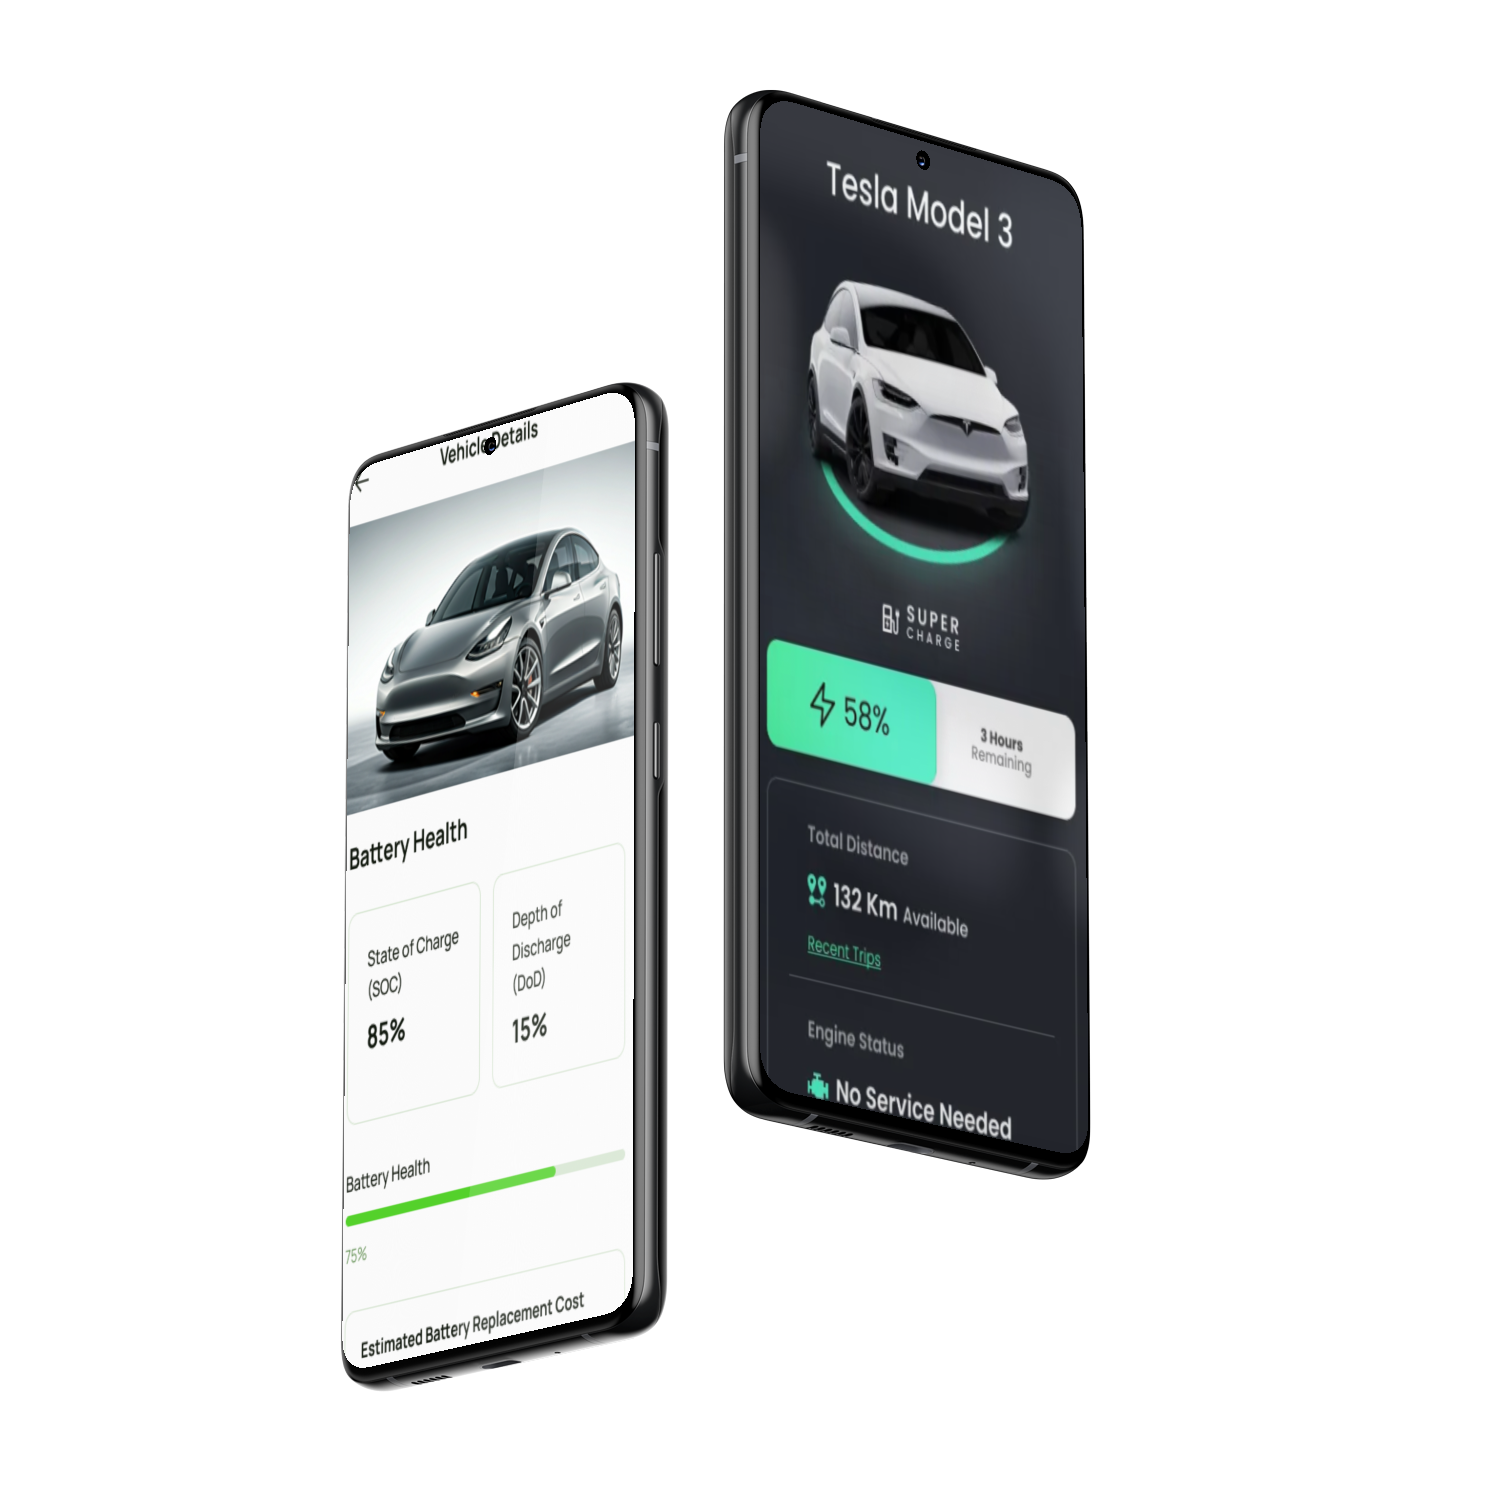 Vehicle Details
Battery Health
State of Charge
(SOC)
85%
Depth of
Discharge
(DoD)
15%
Battery Health
75%
Estimated Battery Replacement Cost
Tesla Model 3
SUPER
CHARGE
58%
3 Hours
Remaining
Total Distance
132 Km Available
Recent Trips
Engine Status
No Service Needed